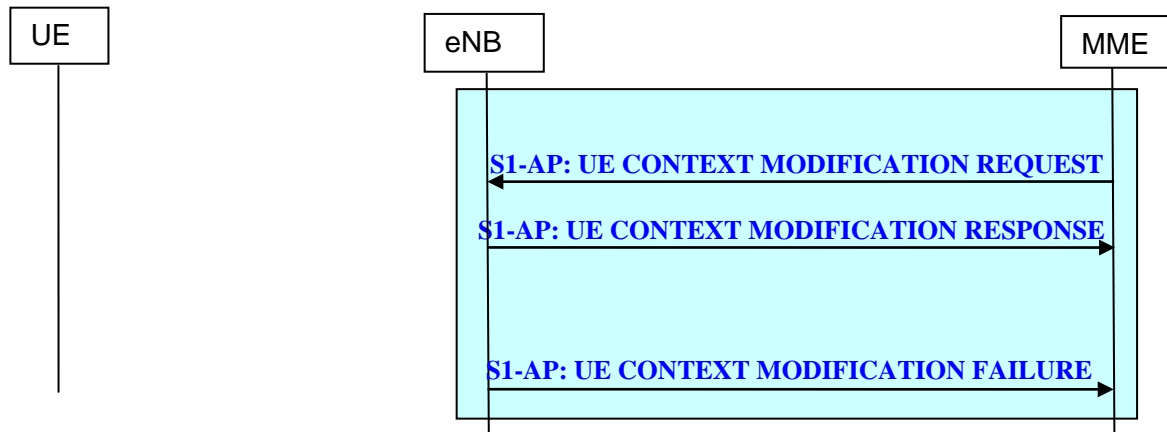 UE
eNB
MME
S1-AP: UE CONTEXT MODIFICATION REQUEST
S1-AP: UE CONTEXT MODIFICATION RESPONSE
S1-AP: UE CONTEXT MODIFICATION FAILURE